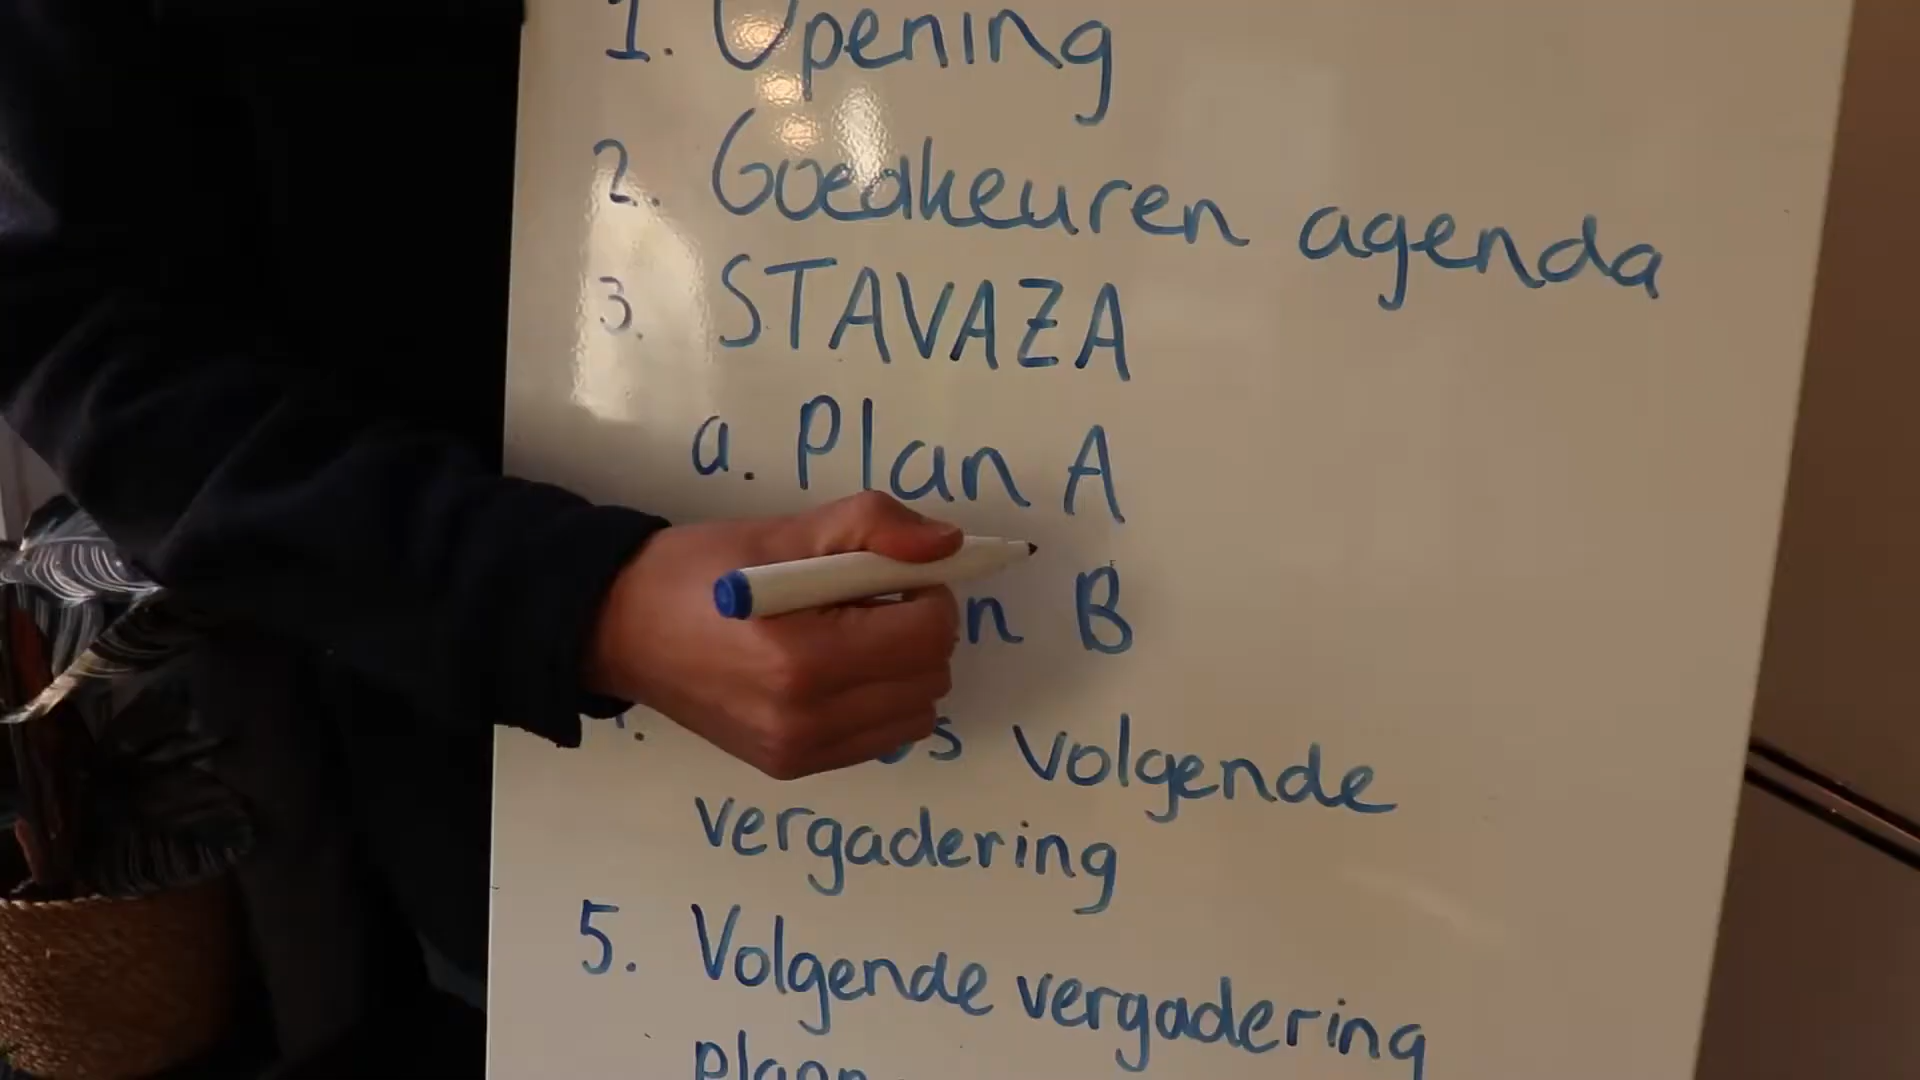 1. Opening
2. Goedkeuren agenda
3. STAVAZA
a. Plan A
B
volgende
vergadering
5. Volgende vergadering